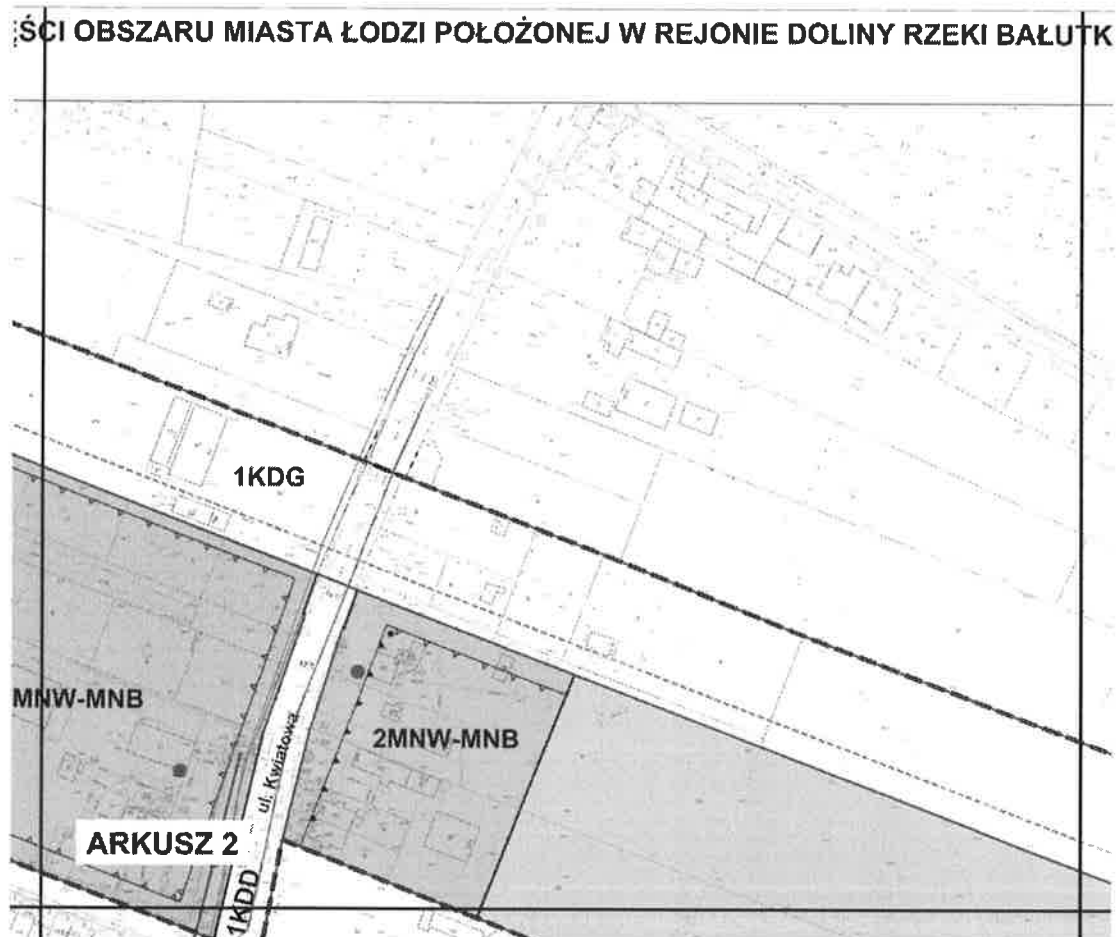 ŚCI OBSZARU MIASTA ŁODZI POŁOŻONEJ W REJONIE DOLINY RZEKI BAŁUTK
1KDG
MNW-MNB
ul. Kwiatowa
2MNW-MNB
ARKUSZ 2
1KDD